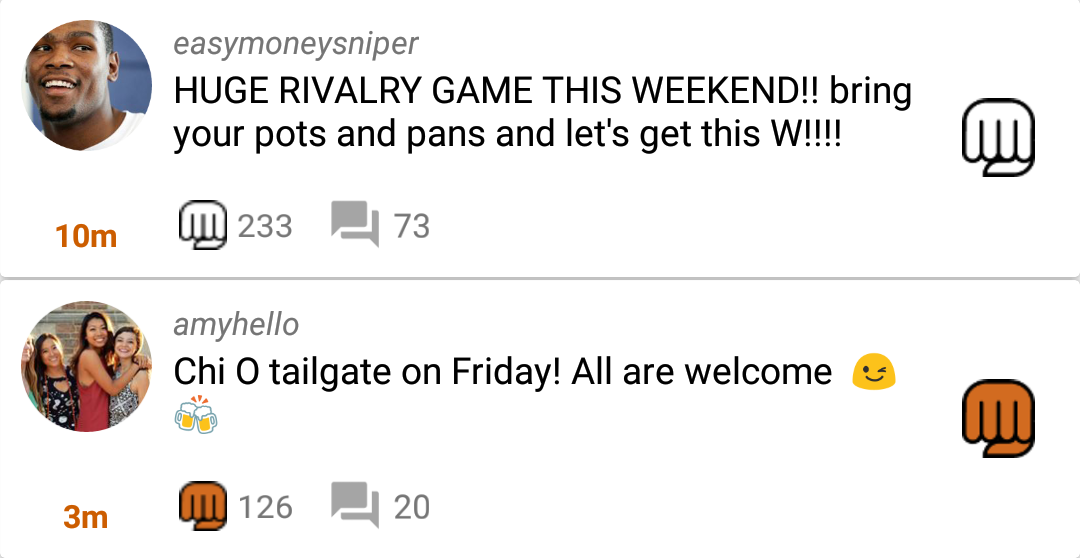 easymoneysniper
HUGE RIVALRY GAME THIS WEEKEND!! bring
your pots and pans and let's get this W!!!!
10m
233
73
amyhello
Chi O tailgate on Friday! All are welcome 😉
🍻
3m
126
20